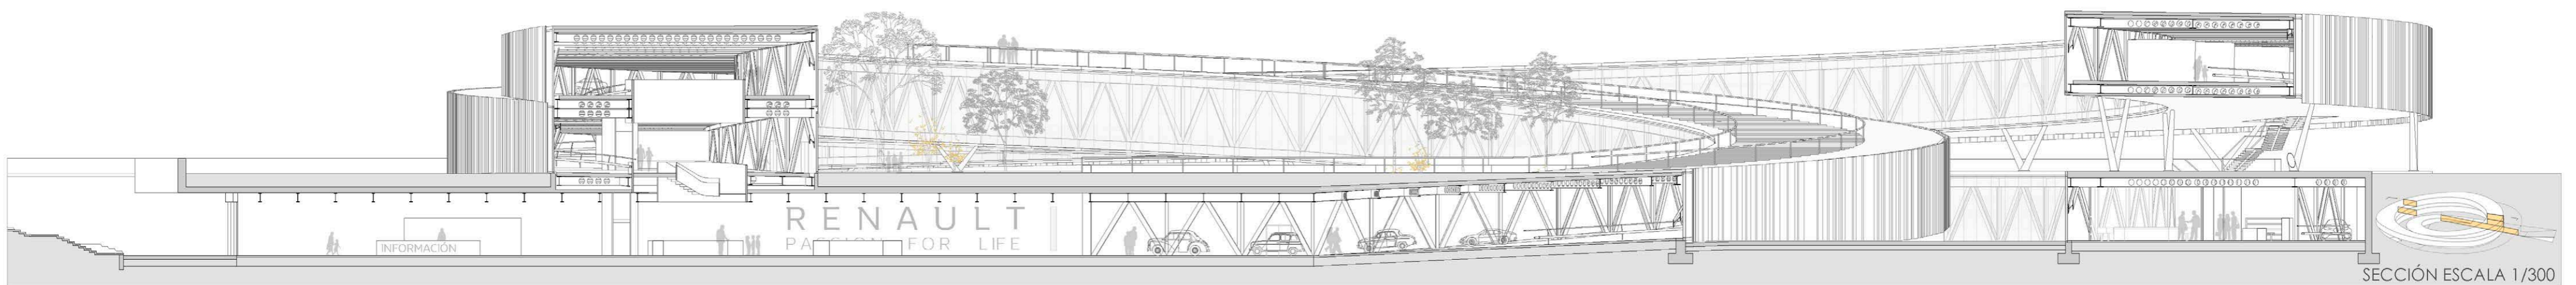 RENAULT
PASSION FOR LIFE
INFORMACIÓN
SECCIÓN ESCALA 1/300